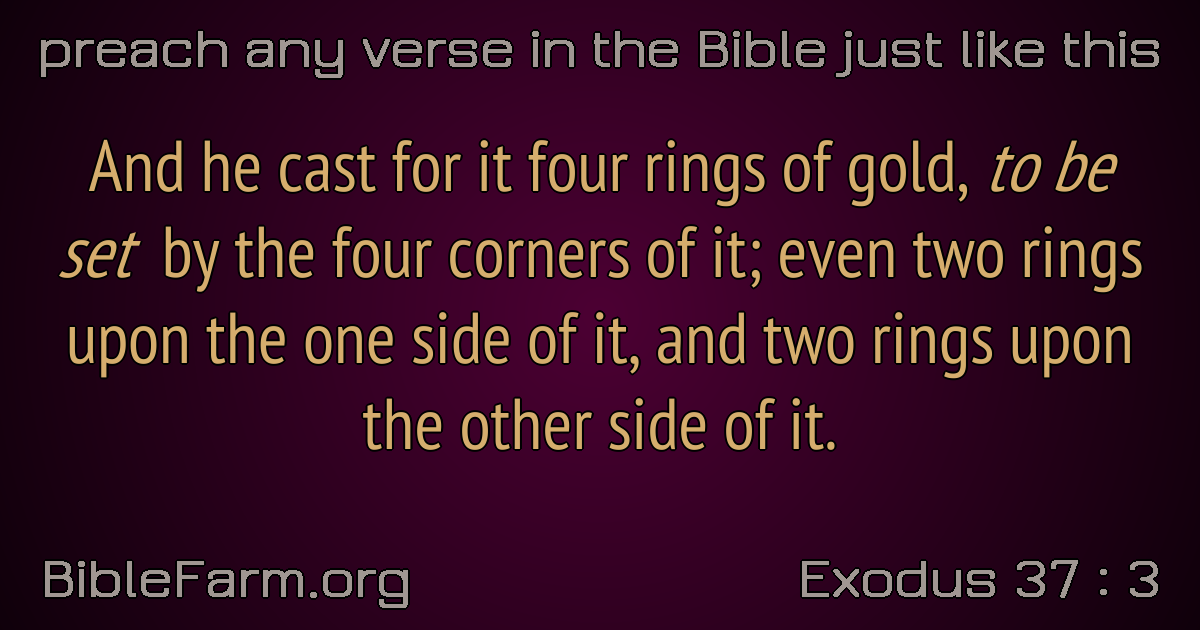 preach any verse in the Bible just like this
And he cast for it four rings of gold, to be
set by the four corners of it; even two rings
upon the one side of it, and two rings upon
the other side of it.
BibleFarm.org
Exodus 37 : 3